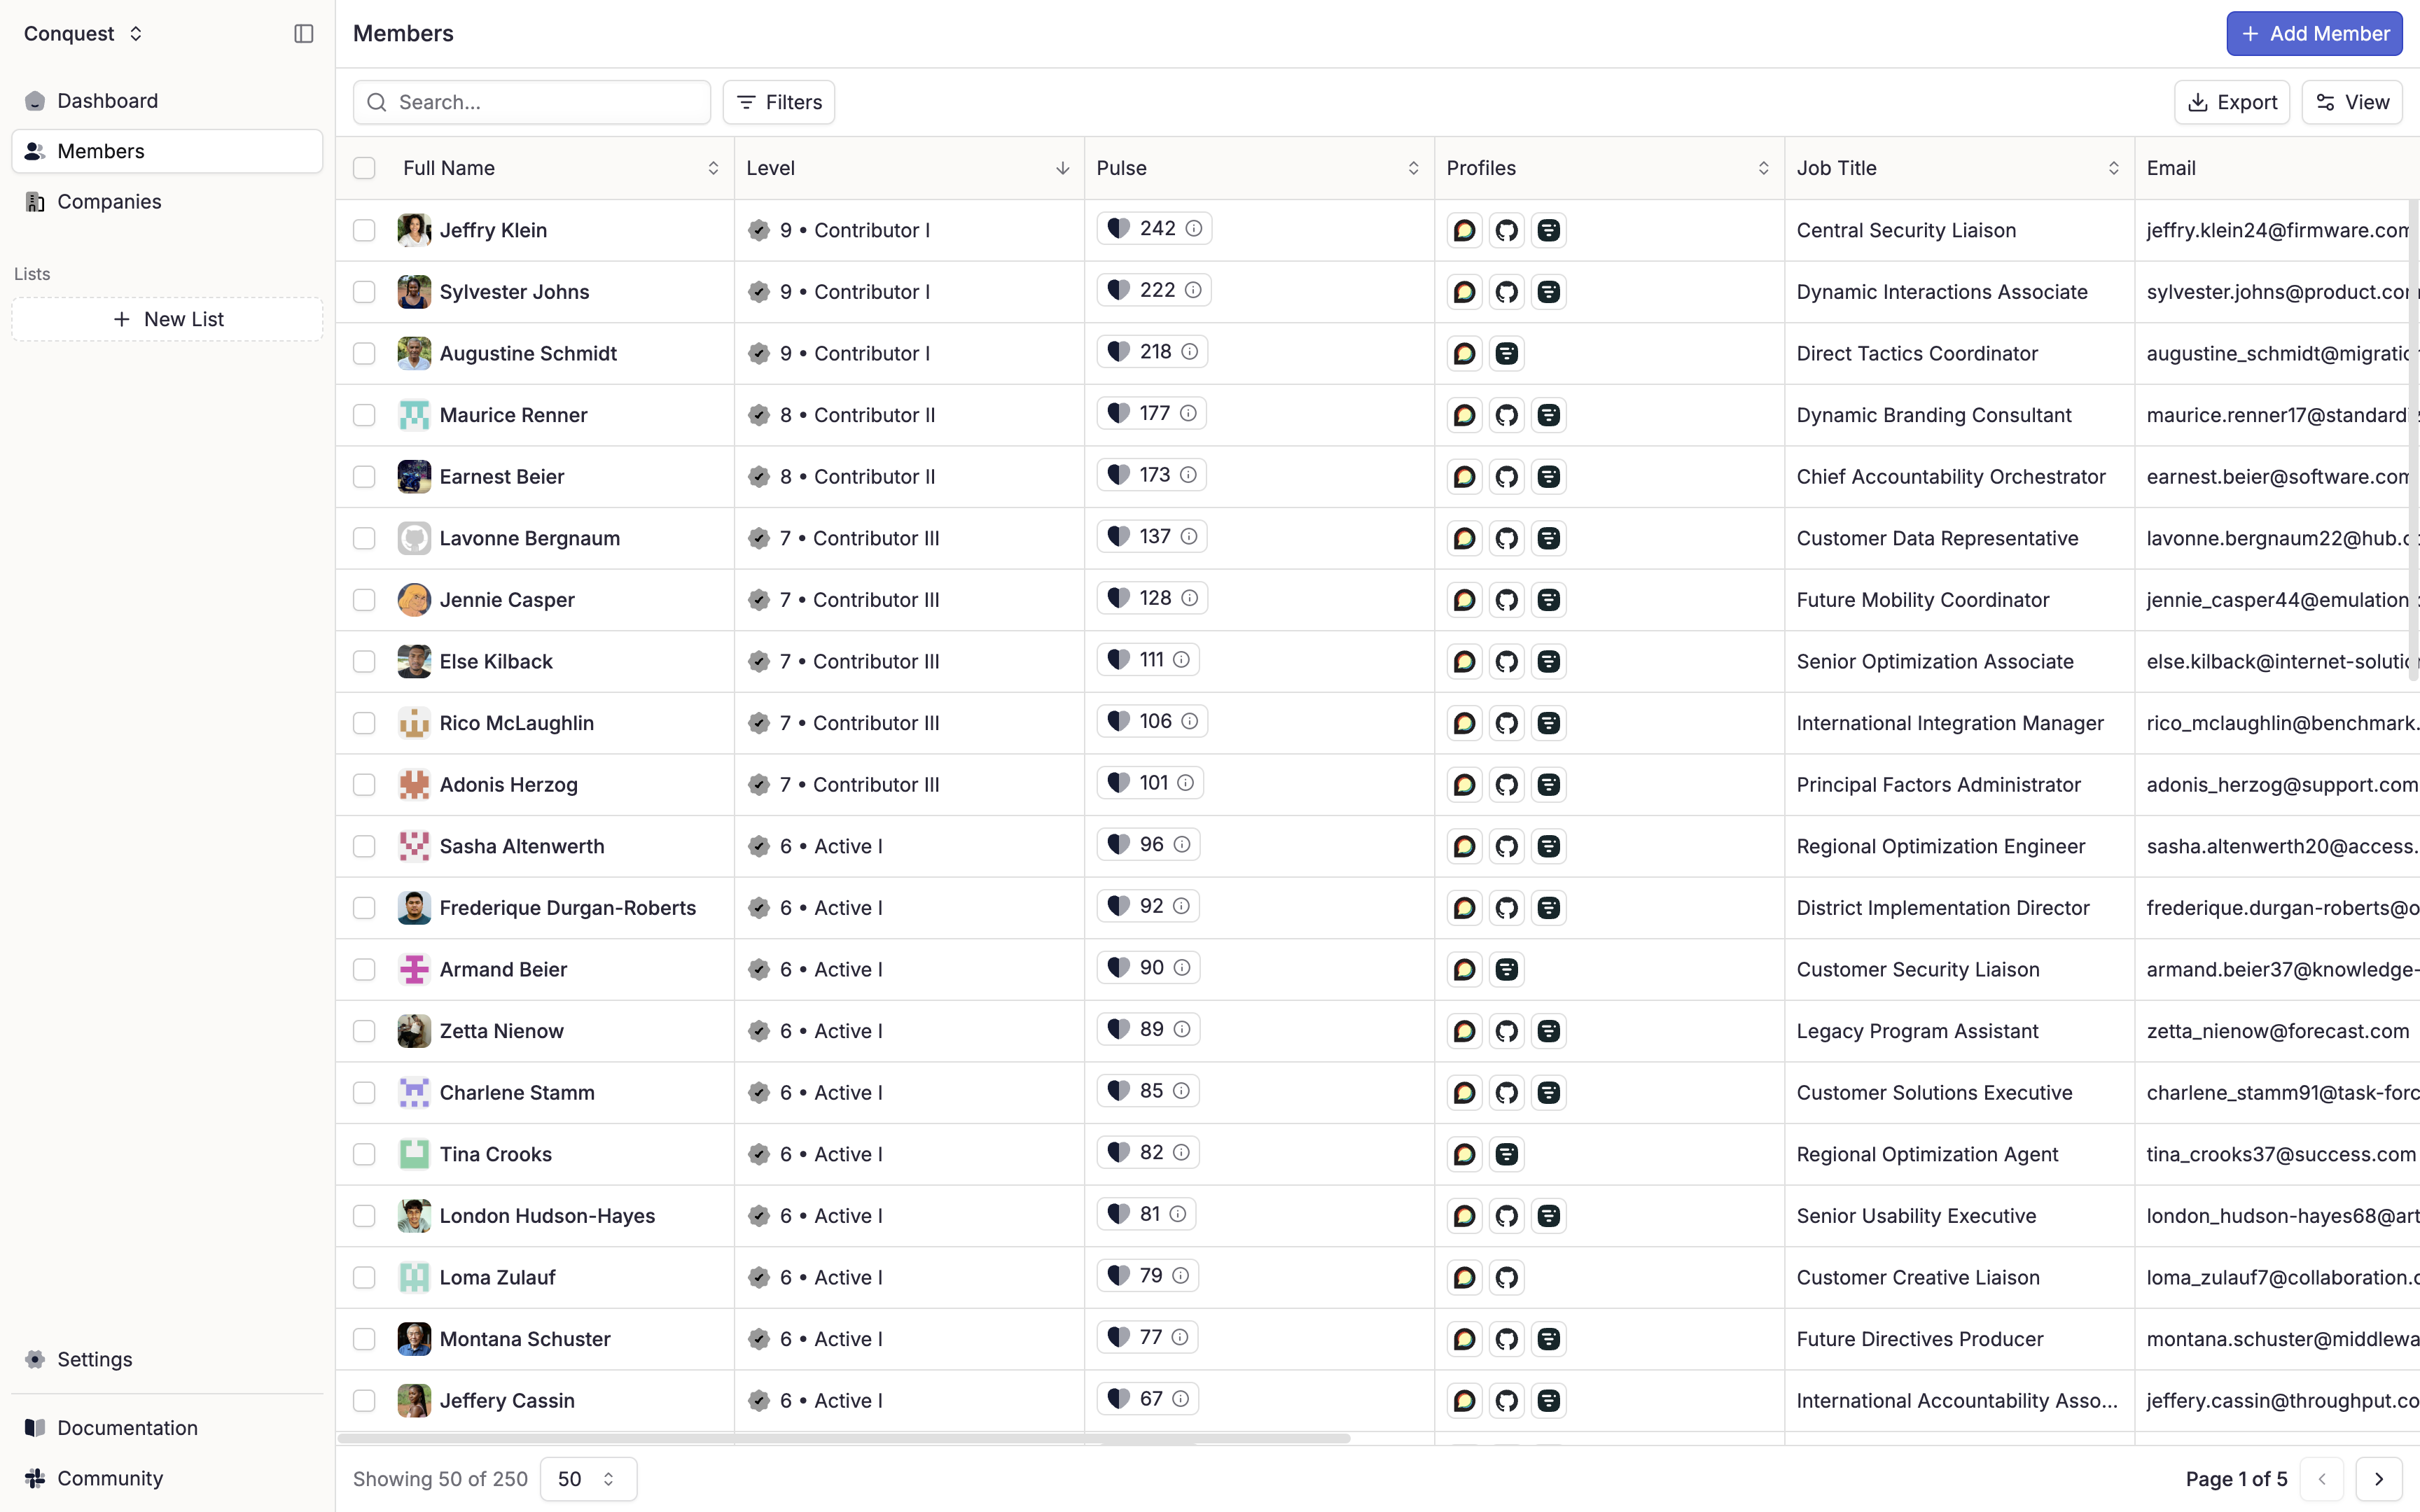 Conquest
Dashboard
Members
Companies
Lists
New List
Settings
Documentation
Community
Members
Add Member
Search...
Filters
Export
View
Full Name Level Pulse Profiles Job Title Email
Jeffry Klein 9 • Contributor I 242 Central Security Liaison jeffry.klein24@firmware.com
Sylvester Johns 9 • Contributor I 222 Dynamic Interactions Associate sylvester.johns@product.com
Augustine Schmidt 9 • Contributor I 218 Direct Tactics Coordinator augustine_schmidt@migratio
Maurice Renner 8 • Contributor II 177 Dynamic Branding Consultant maurice.renner17@standard
Earnest Beier 8 • Contributor II 173 Chief Accountability Orchestrator earnest.beier@software.com
Lavonne Bergnaum 7 • Contributor III 137 Customer Data Representative lavonne.bergnaum22@hub.c
Jennie Casper 7 • Contributor III 128 Future Mobility Coordinator jennie_casper44@emulation
Else Kilback 7 • Contributor III 111 Senior Optimization Associate else.kilback@internet-solutio
Rico McLaughlin 7 • Contributor III 106 International Integration Manager rico_mclaughlin@benchmark.
Adonis Herzog 7 • Contributor III 101 Principal Factors Administrator adonis_herzog@support.com
Sasha Altenwerth 6 • Active I 96 Regional Optimization Engineer sasha.altenwerth20@access.
Frederique Durgan-Roberts 6 • Active I 92 District Implementation Director frederique.durgan-roberts@o
Armand Beier 6 • Active I 90 Customer Security Liaison armand.beier37@knowledge-
Zetta Nienow 6 • Active I 89 Legacy Program Assistant zetta_nienow@forecast.com
Charlene Stamm 6 • Active I 85 Customer Solutions Executive charlene_stamm91@task-forc
Tina Crooks 6 • Active I 82 Regional Optimization Agent tina_crooks37@success.com
London Hudson-Hayes 6 • Active I 81 Senior Usability Executive london_hudson-hayes68@art
Loma Zulauf 6 • Active I 79 Customer Creative Liaison loma_zulauf7@collaboration.c
Montana Schuster 6 • Active I 77 Future Directives Producer montana.schuster@middlewa
Jeffery Cassin 6 • Active I 67 International Accountability Asso... jeffery.cassin@throughput.co
Showing 50 of 250 50 Page 1 of 5